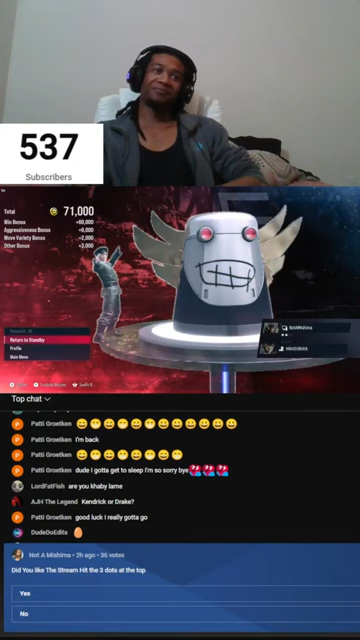 537
Subscribers
Total 71,000
Win Bonus +60,000
Aggressiveness Bonus +6,000
Move Variety Bonus +2,000
Other Bonus +3,000
Return to Standby
Profile
Main Menu
NotAMishima
Top chat
Patti Groetken 😄😁😄😁😄😁😄😄😄😄😄😄
Patti Groetken I'm back
Patti Groetken 😄😁😄😁😄😁😄😁
Patti Groetken dude I gotta get to sleep I'm so sorry bye
LordFatFish are you khaby lame
AJH The Legend Kendrick or Drake?
Patti Groetken good luck I really gotta go
DudeDoEdits 🥚
Not A Mishima • 2h ago • 36 votes
Did You like The Stream Hit the 3 dots at the top
Yes
No